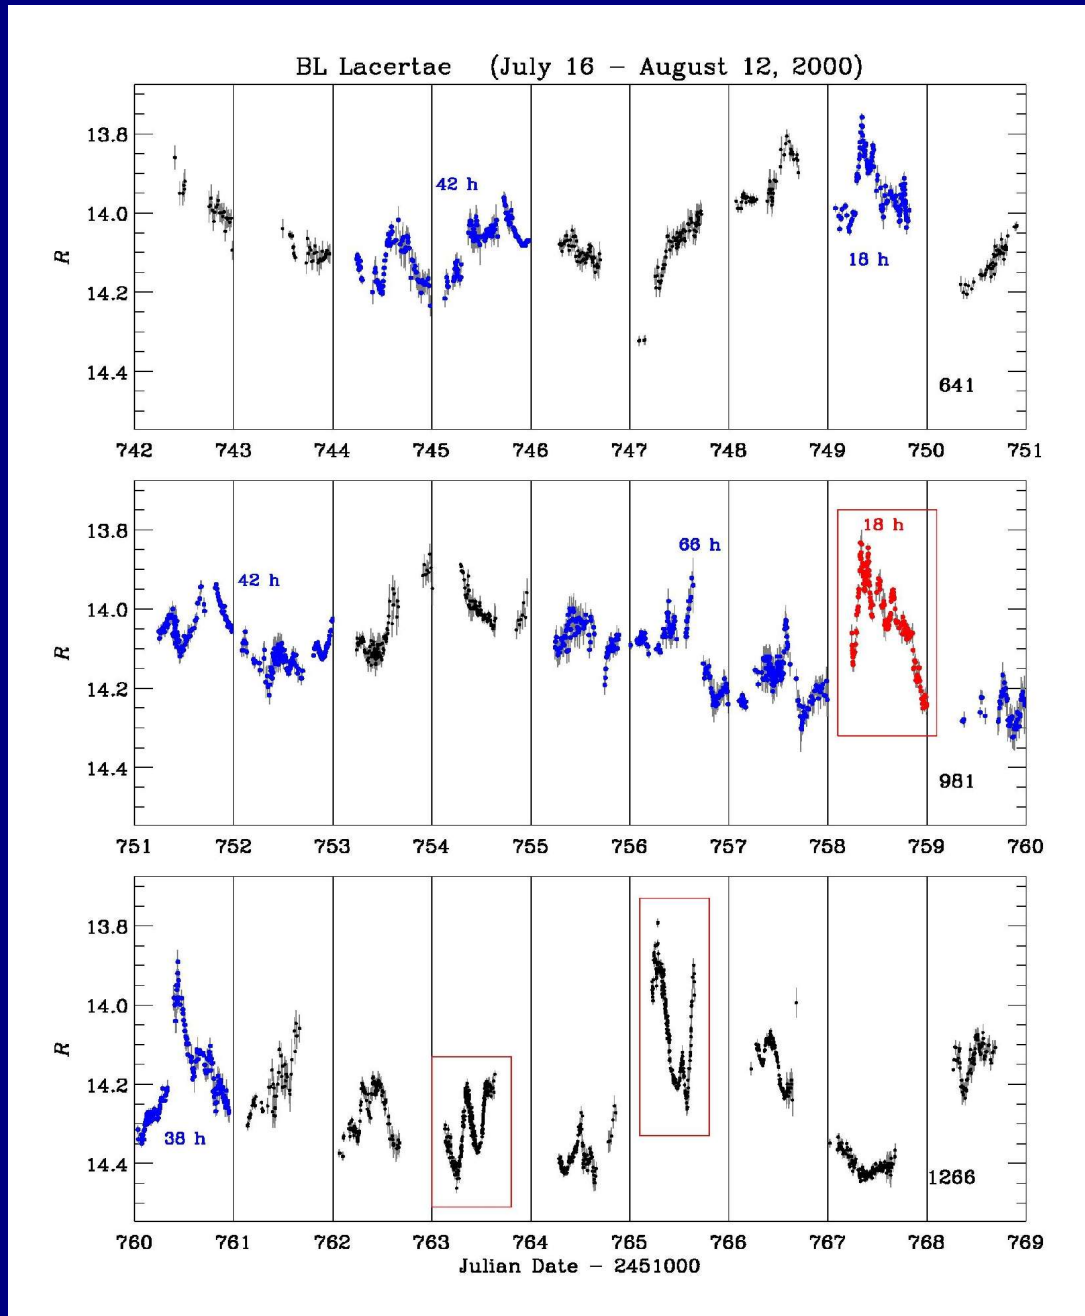 BL Lacertae (July 16 – August 12, 2000)
13.8
14.0
14.2
14.4
R
42 h
18 h
641
742 743 744 745 746 747 748 749 750 751
13.8
14.0
14.2
14.4
R
42 h
66 h
18 h
981
751 752 753 754 755 756 757 758 759 760
13.8
14.0
14.2
14.4
R
38 h
1266
760 761 762 763 764 765 766 767 768 769
Julian Date – 2451000